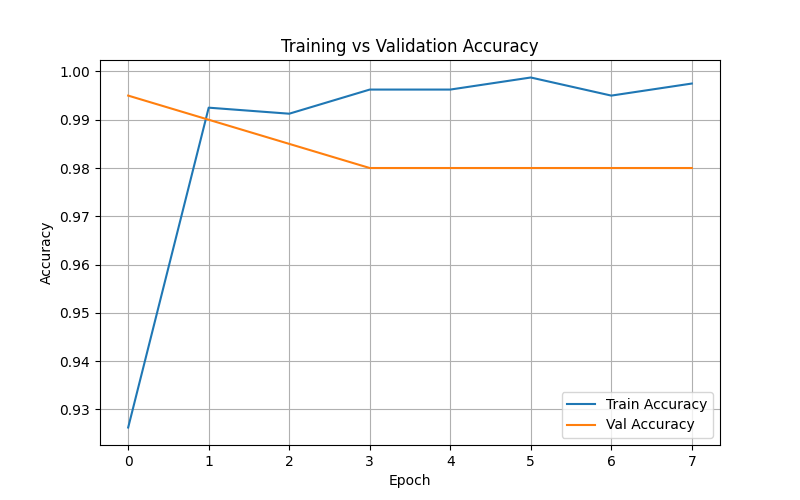 Training vs Validation Accuracy
Accuracy
1.00
0.99
0.98
0.97
0.96
0.95
0.94
0.93
Train Accuracy
Val Accuracy
0 1 2 3 4 5 6 7
Epoch